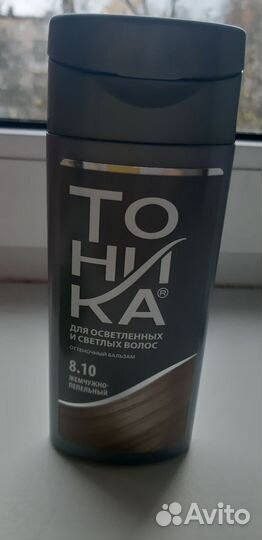 ТО
НИ
КА®
ДЛЯ ОСВЕТЛЕННЫХ
И СВЕТЛЫХ ВОЛОС
ОТТЕНОЧНЫЙ БАЛЬЗАМ
8.10
ЖЕМЧУЖНО-
ПЕПЕЛЬНЫЙ
Avito